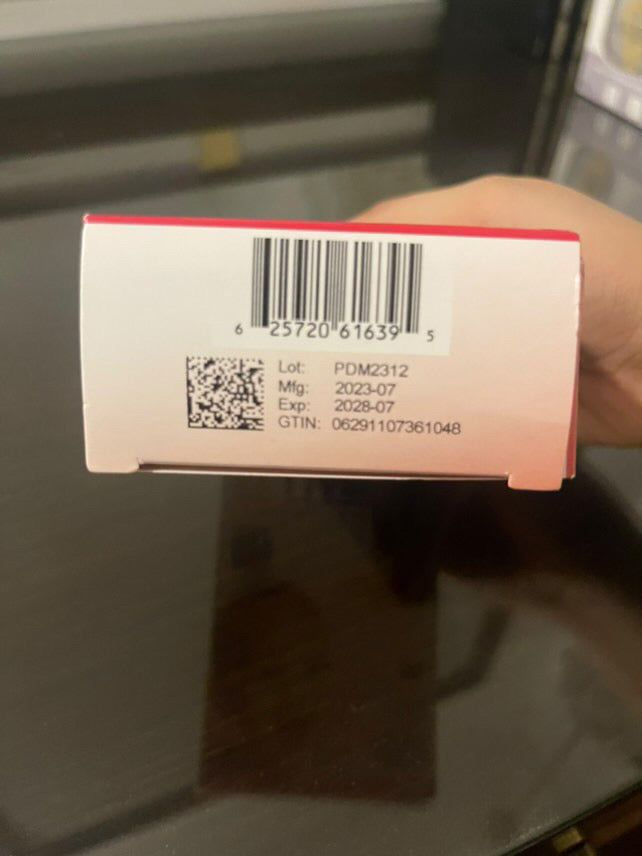 6 25720 61639 5
Lot: PDM2312
Mfg: 2023-07
Exp: 2028-07
GTIN: 06291107361048